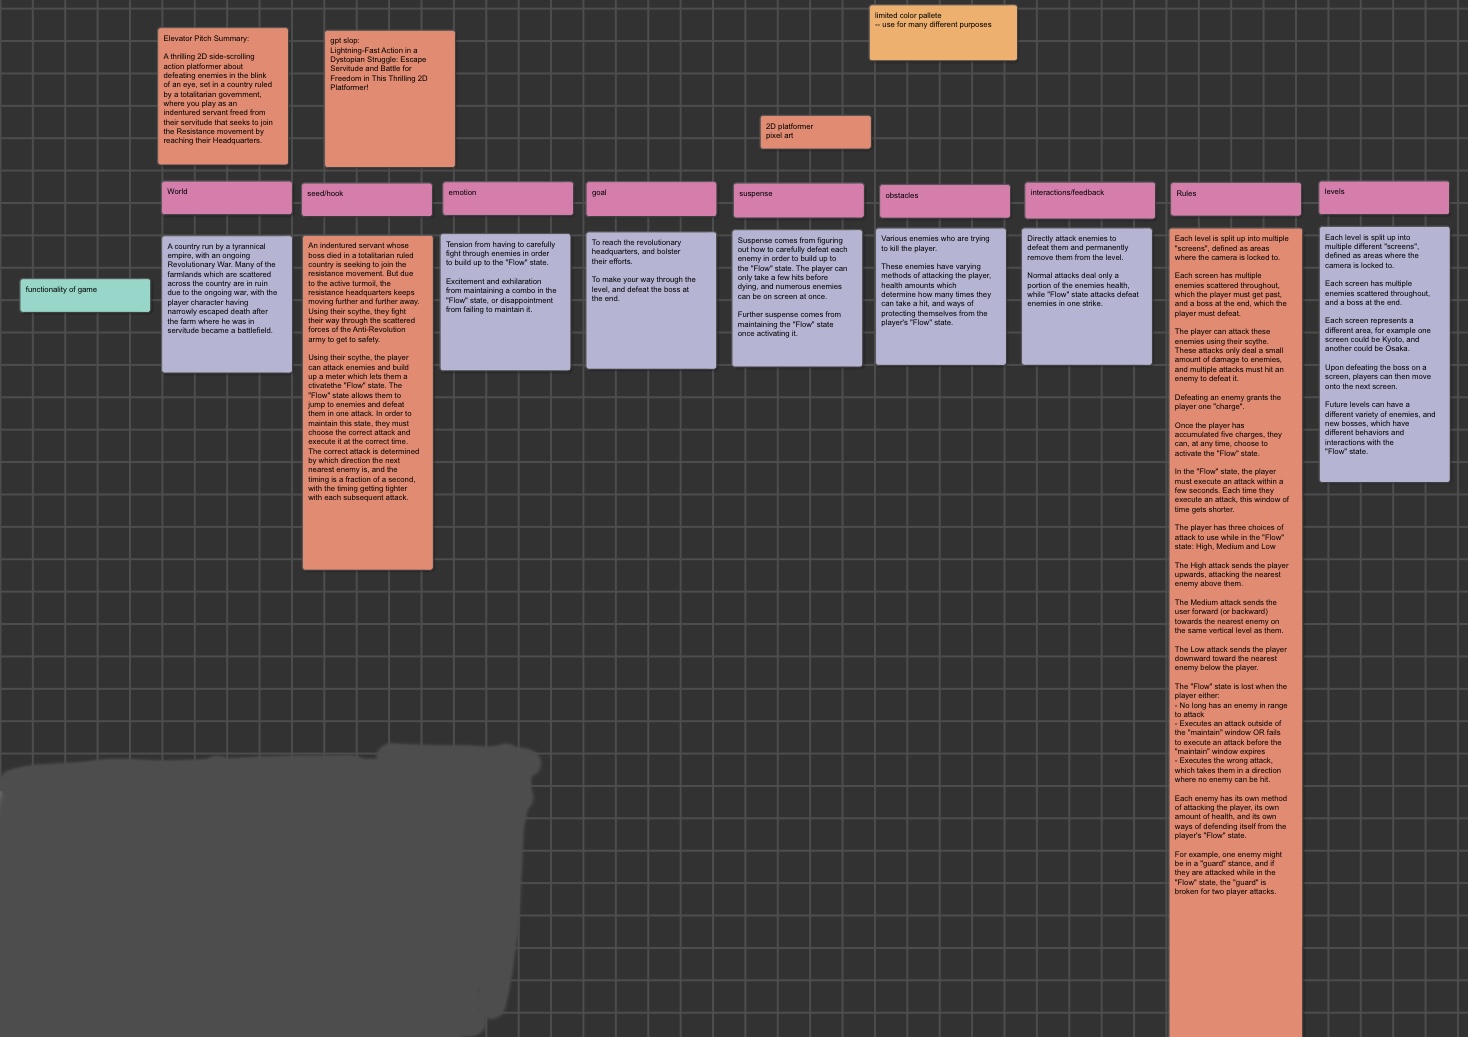 limited color pallete
-- use for many different purposes
Elevator Pitch Summary:
A thrilling 2D side-scrolling
action platformer about
defeating enemies in the blink
of an eye, set in a country ruled
by a totalitarian government,
where you play as an
indentured servant freed from
their servitude that seeks to join
the Resistance movement by
reaching their Headquarters.
gpt slop:
Lightning-Fast Action in a
Dystopian Struggle: Escape
Servitude and Battle for
Freedom in This Thrilling 2D
Platformer!
2D platformer
pixel art
functionality of game
World
A country run by a tyrannical
empire, with an ongoing
Revolutionary War. Many of the
farmlands which are scattered
across the country are in ruin
due to the ongoing war, with the
player character having
narrowly escaped death after
the farm where he was in
servitude became a battlefield.
seed/hook
An indentured servant whose
boss died in a totalitarian ruled
country is seeking to join the
resistance movement. But due
to the active turmoil, the
resistance headquarters keeps
moving further and further away.
Using their scythe, they fight
their way through the scattered
forces of the Anti-Revolution
army to get to safety.
Using their scythe, the player
can attack enemies and build
up a meter which lets them a
ctivatethe "Flow" state. The
"Flow" state allows them to
jump to enemies and defeat
them in one attack. In order to
maintain this state, they must
choose the correct attack and
execute it at the correct time.
The correct attack is determined
by which direction the next
nearest enemy is, and the
timing is a fraction of a second,
with the timing getting tighter
with each subsequent attack.
emotion
Tension from having to carefully
fight through enemies in order
to build up to the "Flow" state.
Excitement and exhilaration
from maintaining a combo in the
"Flow" state, or disappointment
from failing to maintain it.
goal
To reach the revolutionary
headquarters, and bolster
their efforts.
To make your way through the
level, and defeat the boss at
the end.
suspense
Suspense comes from figuring
out how to carefully defeat each
enemy in order to build up to
the "Flow" state. The player can
only take a few hits before
dying, and numerous enemies
can be on screen at once.
Further suspense comes from
maintaining the "Flow" state
once activating it.
obstacles
Various enemies who are trying
to kill the player.
These enemies have varying
methods of attacking the player,
health amounts which
determine how many times they
can take a hit, and ways of
protecting themselves from the
player's "Flow" state.
interactions/feedback
Directly attack enemies to
defeat them and permanently
remove them from the level.
Normal attacks deal only a
portion of the enemies health,
while "Flow" state attacks defeat
enemies in one strike.
Rules
Each level is split up into multiple
"screens", defined as areas
where the camera is locked to.
Each screen has multiple
enemies scattered throughout,
which the player must get past,
and a boss at the end, which the
player must defeat.
The player can attack these
enemies using their scythe.
These attacks only deal a small
amount of damage to enemies,
and multiple attacks must hit an
enemy to defeat it.
Defeating an enemy grants the
player one "charge".
Once the player has
accumulated five charges, they
can, at any time, choose to
activate the "Flow" state.
In the "Flow" state, the player
must execute an attack within a
few seconds. Each time they
execute an attack, this window of
time gets shorter.
The player has three choices of
attack to use while in the "Flow"
state: High, Medium and Low
The High attack sends the player
upwards, attacking the nearest
enemy above them.
The Medium attack sends the
user forward (or backward)
towards the nearest enemy on
the same vertical level as them.
The Low attack sends the player
downward toward the nearest
enemy below the player.
The "Flow" state is lost when the
player either:
- No long has an enemy in range
to attack
- Executes an attack outside of
the "maintain" window OR fails
to execute an attack before the
"maintain" window expires
- Executes the wrong attack,
which takes them in a direction
where no enemy can be hit.
Each enemy has its own method
of attacking the player, its own
amount of health, and its own
ways of defending itself from the
player's "Flow" state.
For example, one enemy might
be in a "guard" stance, and if
they are attacked while in the
"Flow" state, the "guard" is
broken for two player attacks.
levels
Each level is split up into
multiple different "screens",
defined as areas where the
camera is locked to.
Each screen has multiple
enemies scattered throughout,
and a boss at the end.
Each screen represents a
different area, for example one
screen could be Kyoto, and
another could be Osaka.
Upon defeating the boss on a
screen, players can then move
onto the next screen.
Future levels can have a
different variety of enemies, and
new bosses, which have
different behaviors and
interactions with the
"Flow" state.